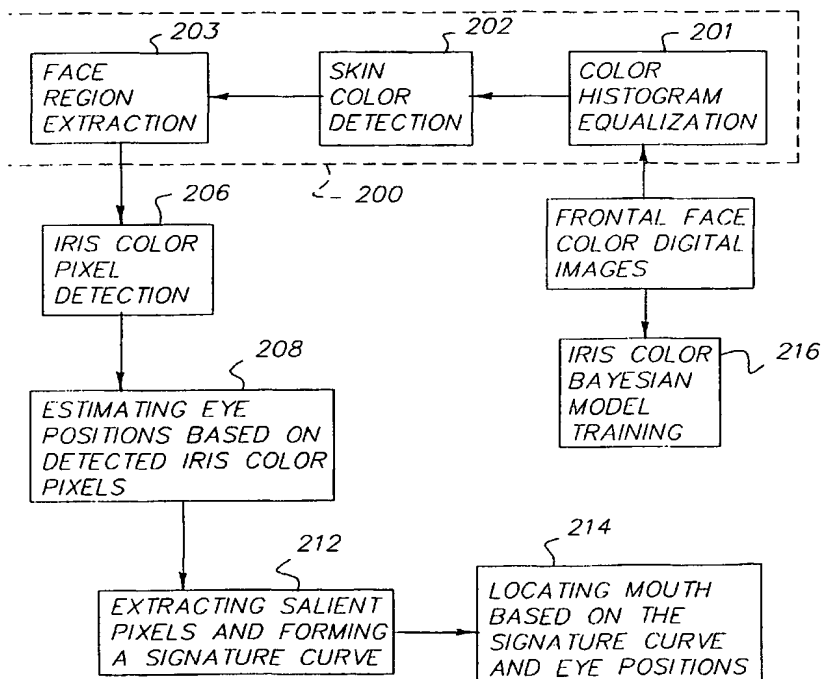 203
202
201
FACE
REGION
EXTRACTION
SKIN
COLOR
DETECTION
COLOR
HISTOGRAM
EQUALIZATION
200
206
IRIS COLOR
PIXEL
DETECTION
FRONTAL FACE
COLOR DIGITAL
IMAGES
216
IRIS COLOR
BAYESIAN
MODEL
TRAINING
208
ESTIMATING EYE
POSITIONS BASED ON
DETECTED IRIS COLOR
PIXELS
212
EXTRACTING SALIENT
PIXELS AND FORMING
A SIGNATURE CURVE
214
LOCATING MOUTH
BASED ON THE
SIGNATURE CURVE
AND EYE POSITIONS